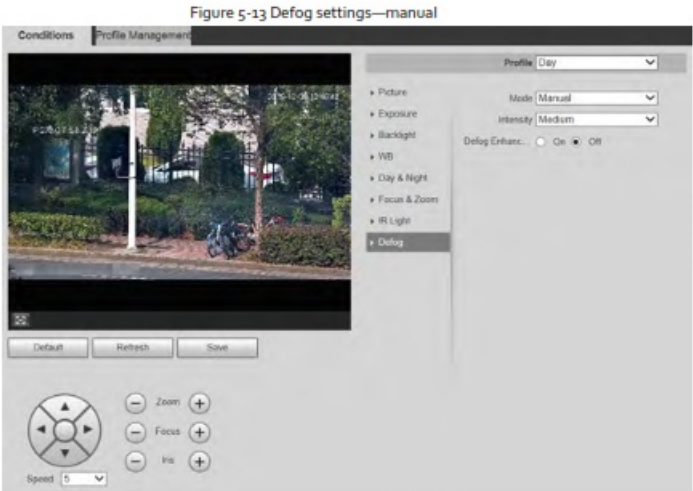 Figure 5-13 Defog settings—manual
Conditions
Profile Management
Profile Day
Picture
Exposure
Backlight
WB
Day & Night
Focus & Zoom
IR Light
Defog
Mode Manual
Intensity Medium
Defog Enhanc... On Off
Default
Refresh
Save
Zoom
Focus
Iris
Speed 5